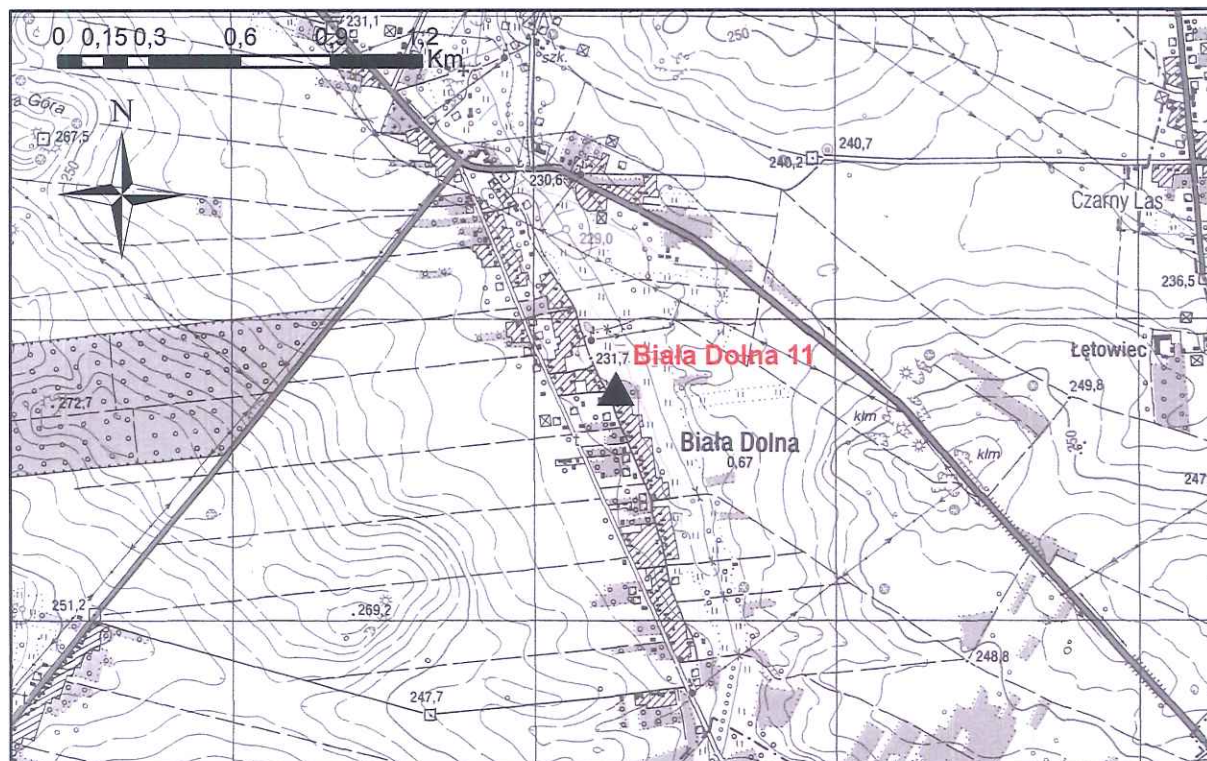 231,1
0 0,15 0,3 0,6 0,9 1,2
Km
szk.
250
a Góra
267,5
250
N
240,2
240,7
230,6
Czarny Las
229,0
236,5
231,7
Biała Dolna 11
Łętowiec
272,7
249,8
klm
klm
Biała Dolna
0,67
250
247
251,2
269,2
248,8
247,7